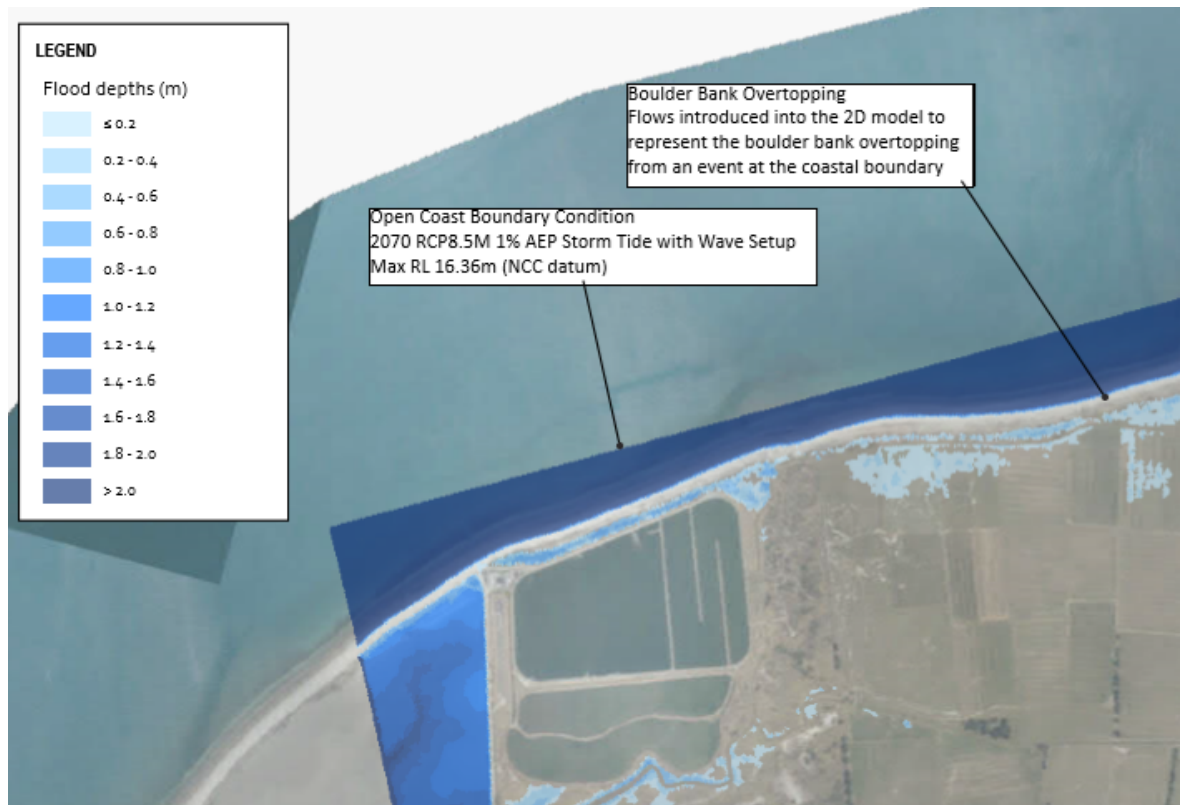 LEGEND
Flood depths (m)
≤ 0.2
0.2 - 0.4
0.4 - 0.6
0.6 - 0.8
0.8 - 1.0
1.0 - 1.2
1.2 - 1.4
1.4 - 1.6
1.6 - 1.8
1.8 - 2.0
> 2.0
Boulder Bank Overtopping
Flows introduced into the 2D model to
represent the boulder bank overtopping
from an event at the coastal boundary
Open Coast Boundary Condition
2070 RCP8.5M 1% AEP Storm Tide with Wave Setup
Max RL 16.36m (NCC datum)